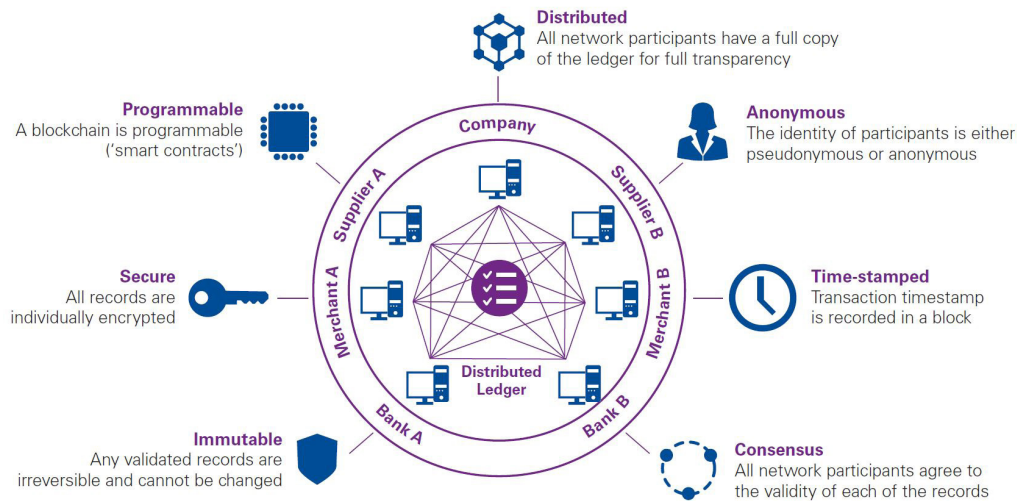 Distributed
All network participants have a full copy
of the ledger for full transparency
Programmable
A blockchain is programmable
(‘smart contracts’)
Anonymous
The identity of participants is either
pseudonymous or anonymous
Company
Supplier A
Supplier B
Merchant A
Merchant B
Bank A
Bank B
Distributed
Ledger
Secure
All records are
individually encrypted
Time-stamped
Transaction timestamp
is recorded in a block
Immutable
Any validated records are
irreversible and cannot be changed
Consensus
All network participants agree to
the validity of each of the records